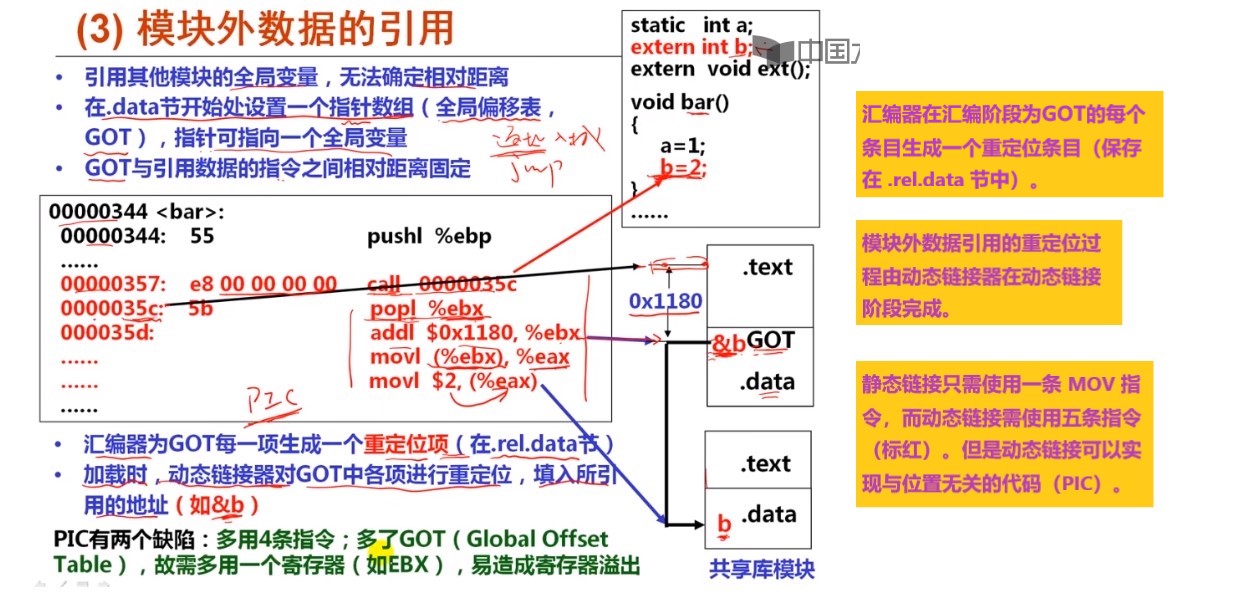 (3) 模块外数据的引用
• 引用其他模块的全局变量，无法确定相对距离
• 在.data节开始处设置一个指针数组（全局偏移表，
GOT），指针可指向一个全局变量
• GOT与引用数据的指令之间相对距离固定
jmp
static int a;
extern int b;
extern void ext();
void bar()
{
a=1;
b=2;
}
......
中国
00000344 <bar>:
00000344: 55 pushl %ebp
......
00000357: e8 00 00 00 00 call 0000035c
0000035c: 5b popl %ebx
000035d: addl $0x1180, %ebx
...... movl (%ebx), %eax
...... movl $2, (%eax)
......
PIC
.text
0x1180
&bGOT
.data
.text
b .data
共享库模块
• 汇编器为GOT每一项生成一个重定位项（在.rel.data节）
• 加载时，动态链接器对GOT中各项进行重定位，填入所引
用的地址（如&b）
PIC有两个缺陷：多用4条指令；多了GOT（Global Offset
Table），故需多用一个寄存器（如EBX），易造成寄存器溢出
汇编器在汇编阶段为GOT的每个
条目生成一个重定位条目（保存
在 .rel.data 节中）。
模块外数据引用的重定位过
程由动态链接器在动态链接
阶段完成。
静态链接只需使用一条 MOV 指
令，而动态链接需使用五条指令
（标红）。但是动态链接可以实
现与位置无关的代码（PIC）。